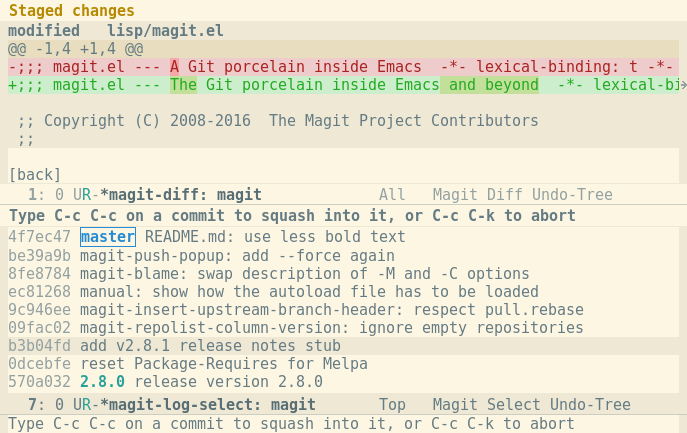 Staged changes
modified   lisp/magit.el
@@ -1,4 +1,4 @@
-;;; magit.el --- A Git porcelain inside Emacs  -*- lexical-binding: t -*-
+;;; magit.el --- The Git porcelain inside Emacs and beyond  -*- lexical-bi→
 ;; Copyright (C) 2008-2016  The Magit Project Contributors
 ;;
[back]
1: 0 UR-*magit-diff: magit             All   Magit Diff Undo-Tree
Type C-c C-c on a commit to squash into it, or C-c C-k to abort
4f7ec47 master README.md: use less bold text
be39a9b magit-push-popup: add --force again
8fe8784 magit-blame: swap description of -M and -C options
ec81268 manual: show how the autoload file has to be loaded
9c946ee magit-insert-upstream-branch-header: respect pull.rebase
09fac02 magit-repolist-column-version: ignore empty repositories
b3b04fd add v2.8.1 release notes stub
0dcebfe reset Package-Requires for Melpa
570a032 2.8.0 release version 2.8.0
7: 0 UR-*magit-log-select: magit       Top   Magit Select Undo-Tree
Type C-c C-c on a commit to squash into it, or C-c C-k to abort